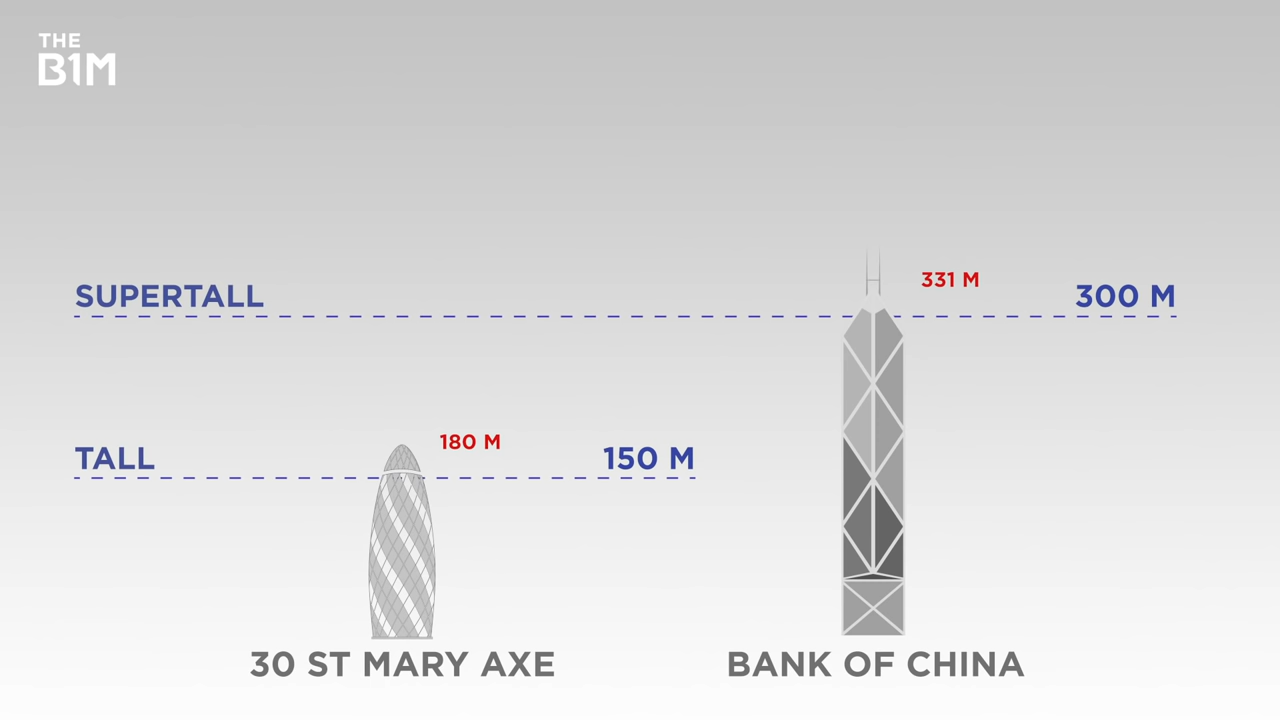 THE
B1M
331 M
SUPERTALL
300 M
180 M
TALL
150 M
30 ST MARY AXE
BANK OF CHINA